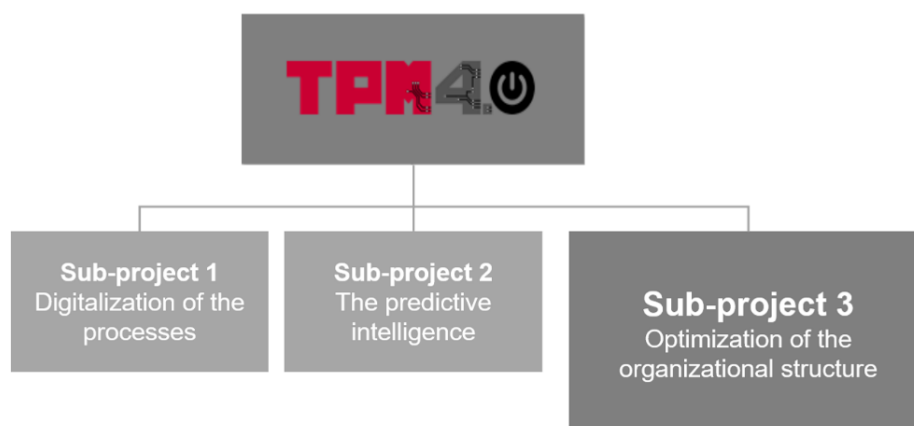 TPM4.0
Sub-project 1
Digitalization of the
processes
Sub-project 2
The predictive
intelligence
Sub-project 3
Optimization of the
organizational structure